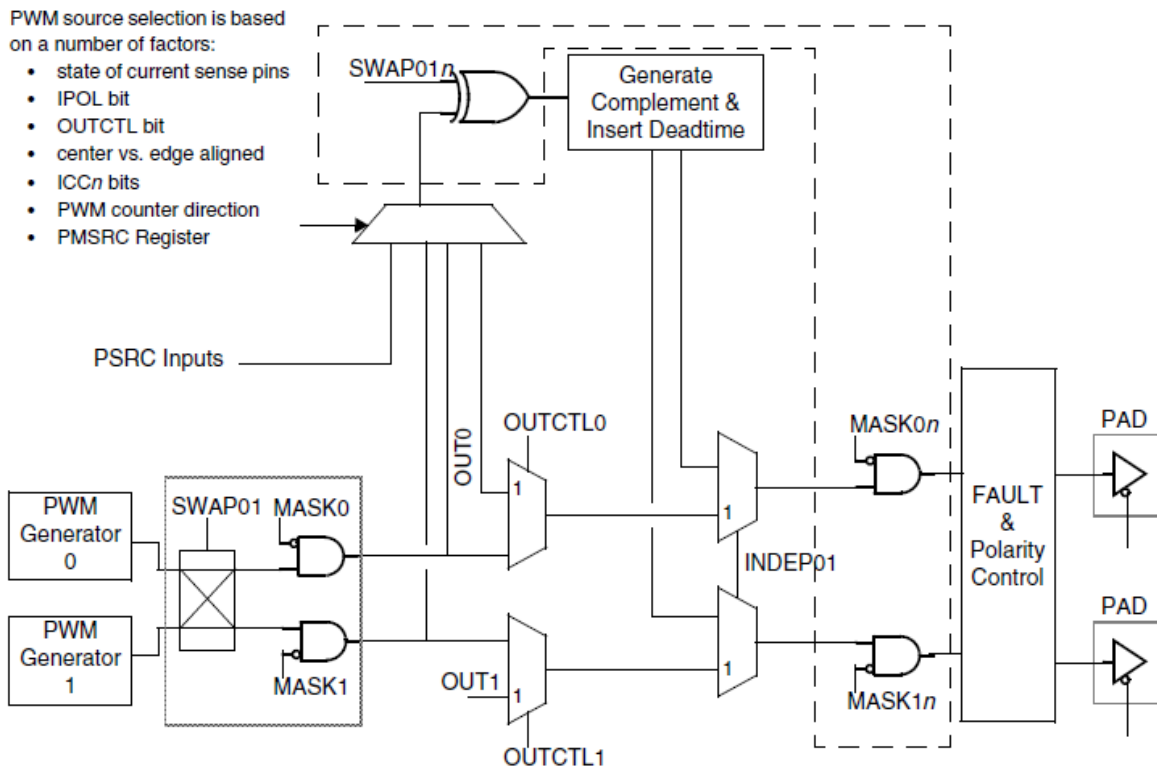 PWM source selection is based
on a number of factors:
• state of current sense pins
• IPOL bit
• OUTCTL bit
• center vs. edge aligned
• ICCn bits
• PWM counter direction
• PMSRC Register
SWAP01n
Generate
Complement &
Insert Deadtime
PSRC Inputs
OUT0
OUTCTL0
1
MASK0n
PAD
PWM
Generator
0
SWAP01
MASK0
1
INDEP01
FAULT
&
Polarity
Control
PWM
Generator
1
MASK1
OUT1
1
OUTCTL1
1
MASK1n
PAD